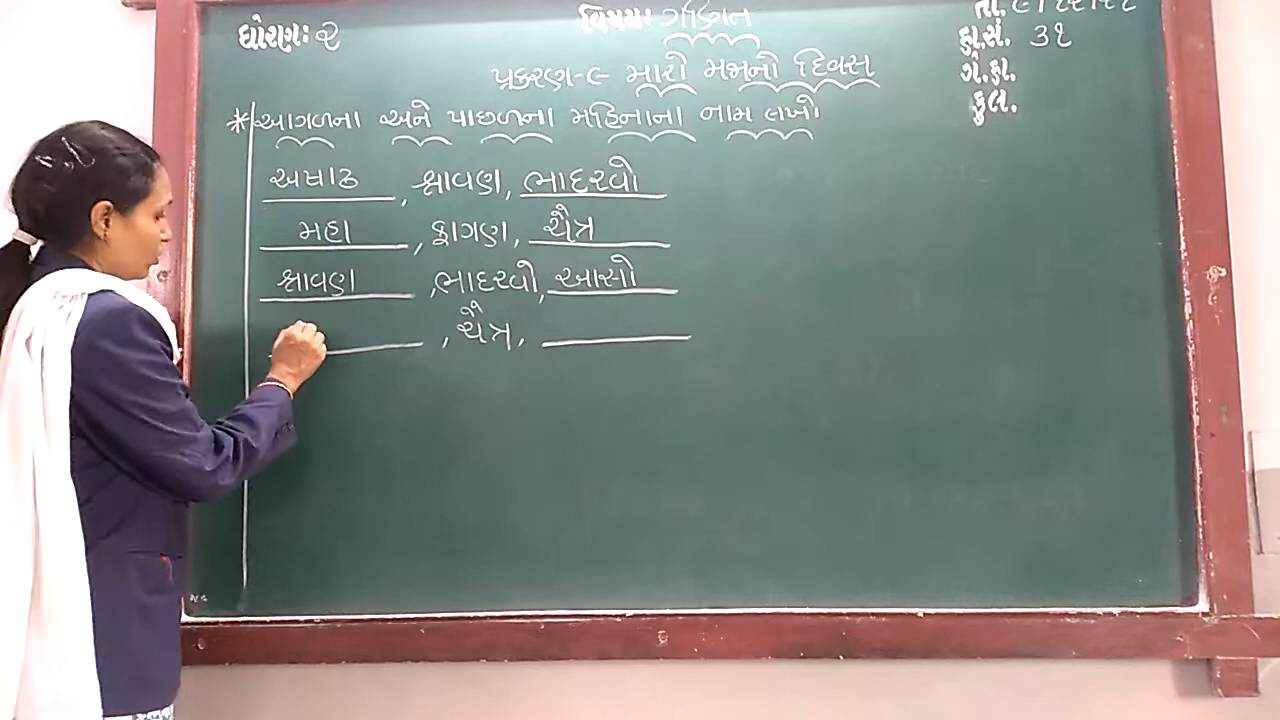 ધોરણ: ૨
વિષય: ગણિત
તા.
હા.સં. ૩૧
ગે.હા.
કુલ.
પ્રકરણ-૯ મારો મજાનો દિવસ
* આગળના અને પાછળના મહિનાના નામ લખો
અષાઢ, શ્રાવણ, ભાદરવો
મહા, ફાગણ, ચૈત્ર
શ્રાવણ, ભાદરવો, આસો
, ચૈત્ર,